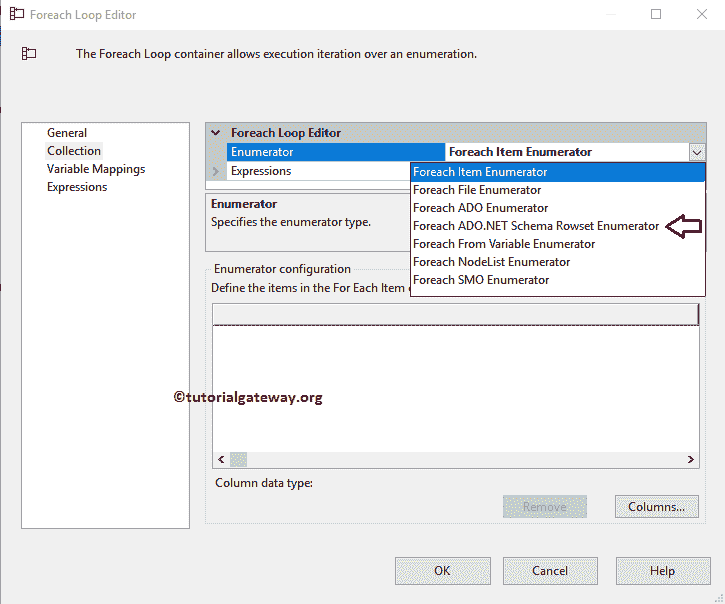 Foreach Loop Editor
The Foreach Loop container allows execution iteration over an enumeration.
General
Collection
Variable Mappings
Expressions
Foreach Loop Editor
Enumerator
Foreach Item Enumerator
Expressions
Foreach Item Enumerator
Foreach File Enumerator
Foreach ADO Enumerator
Foreach ADO.NET Schema Rowset Enumerator
Foreach From Variable Enumerator
Foreach NodeList Enumerator
Foreach SMO Enumerator
Enumerator
Specifies the enumerator type.
Enumerator configuration
Define the items in the For Each Item
©tutorialgateway.org
Column data type:
Remove
Columns...
OK
Cancel
Help